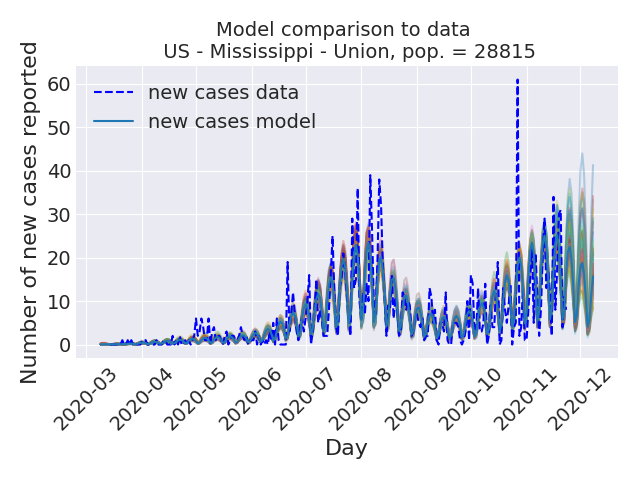 Model comparison to data
US - Mississippi - Union, pop. = 28815
Number of new cases reported
60
50
40
30
20
10
0
new cases data
new cases model
2020-03
2020-04
2020-05
2020-06
2020-07
2020-08
2020-09
2020-10
2020-11
2020-12
Day